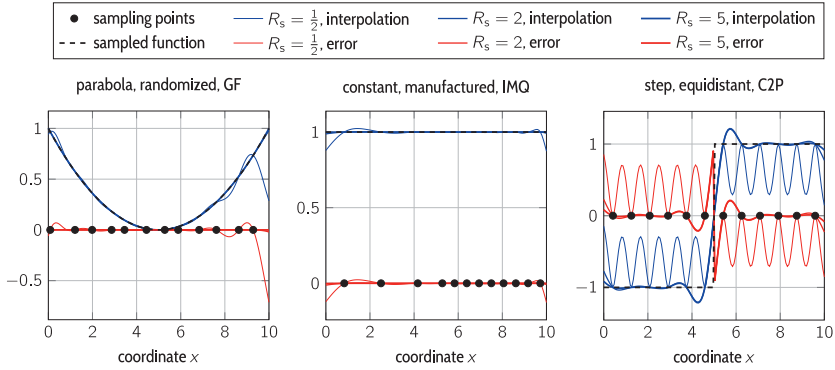 sampling points R_s = 1/2, interpolation R_s = 2, interpolation R_s = 5, interpolation
sampled function R_s = 1/2, error R_s = 2, error R_s = 5, error
parabola, randomized, GF
1
0.5
0
−0.5
0 2 4 6 8 10
coordinate x
constant, manufactured, IMQ
1
0.5
0
0 2 4 6 8 10
coordinate x
step, equidistant, C2P
1
0
−1
0 2 4 6 8 10
coordinate x